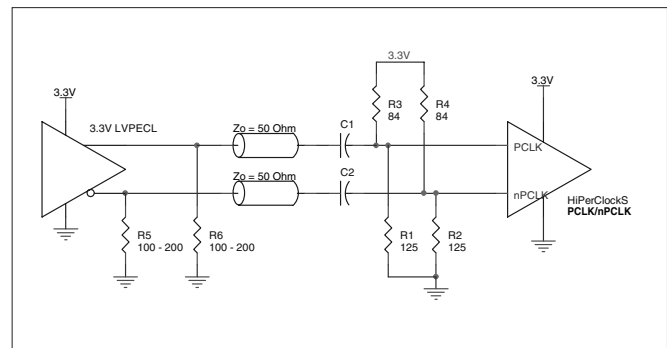 3.3V
3.3V
3.3V
R3
84
R4
84
3.3V LVPECL
Zo = 50 Ohm
C1
PCLK
Zo = 50 Ohm
C2
nPCLK
HiPerClockS
PCLK/nPCLK
R5
100 - 200
R6
100 - 200
R1
125
R2
125